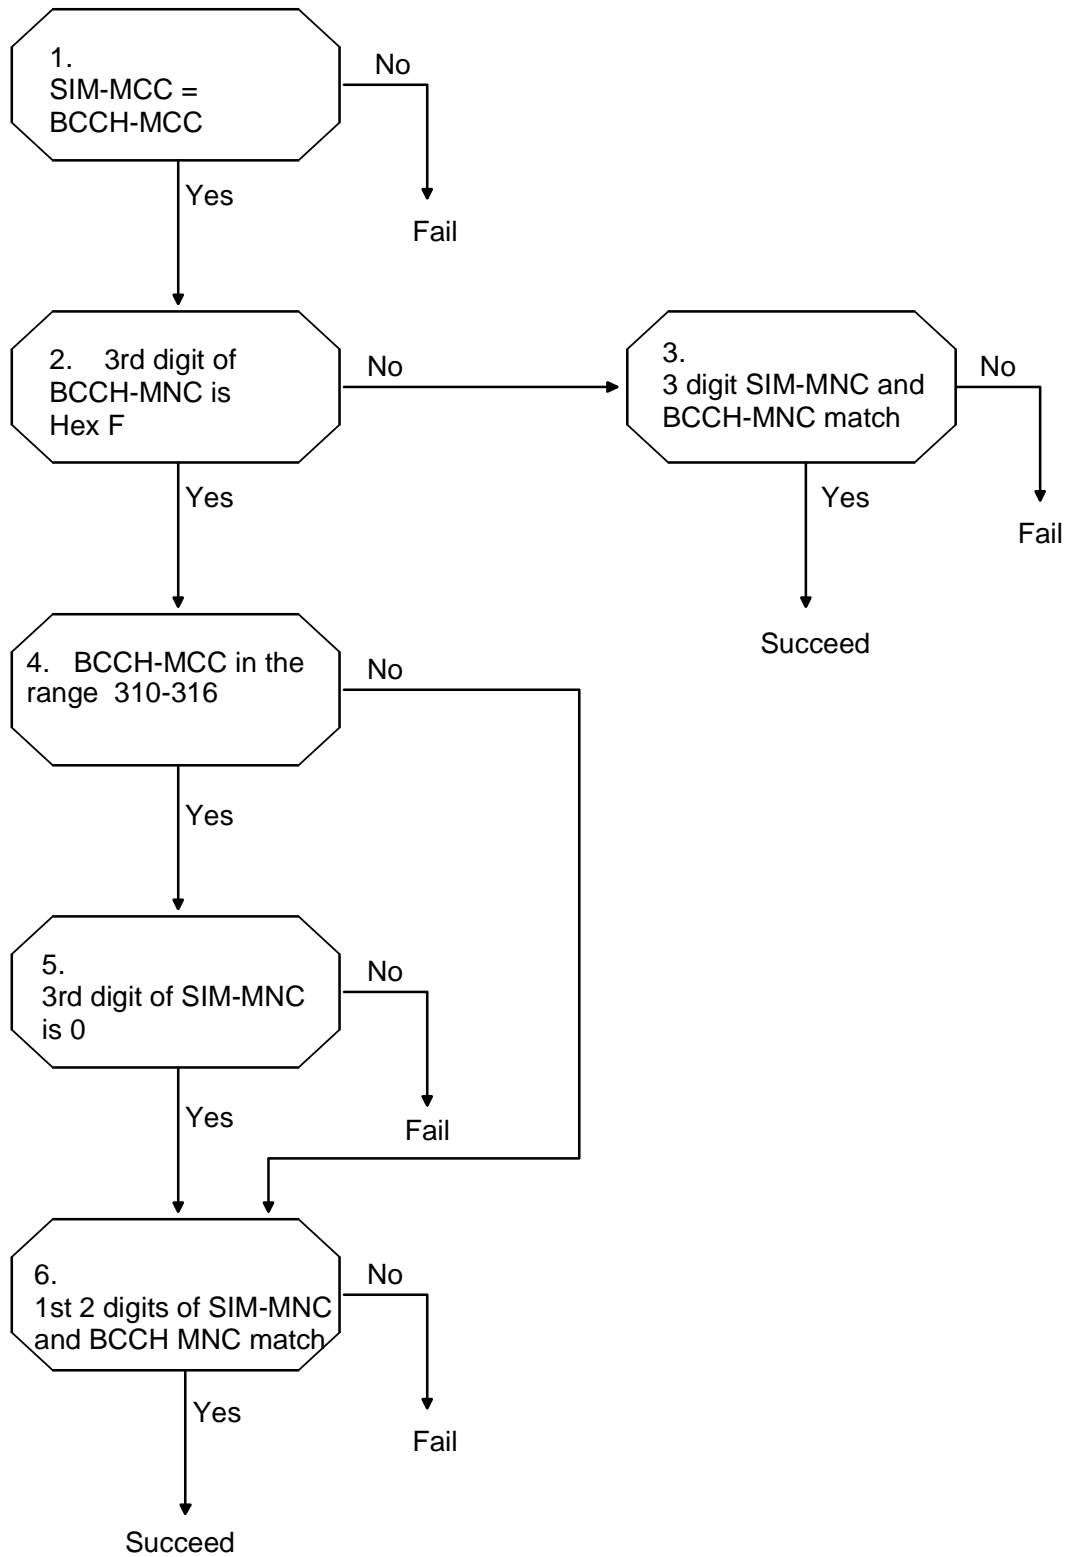 1.
SIM-MCC =
BCCH-MCC
No
Yes
Fail
2. 3rd digit of
BCCH-MNC is
Hex F
No
Yes
3.
3 digit SIM-MNC and
BCCH-MNC match
No
Yes
Fail
Succeed
4. BCCH-MCC in the
range 310-316
No
Yes
5.
3rd digit of SIM-MNC
is 0
No
Yes
Fail
6.
1st 2 digits of SIM-MNC
and BCCH MNC match
No
Yes
Fail
Succeed